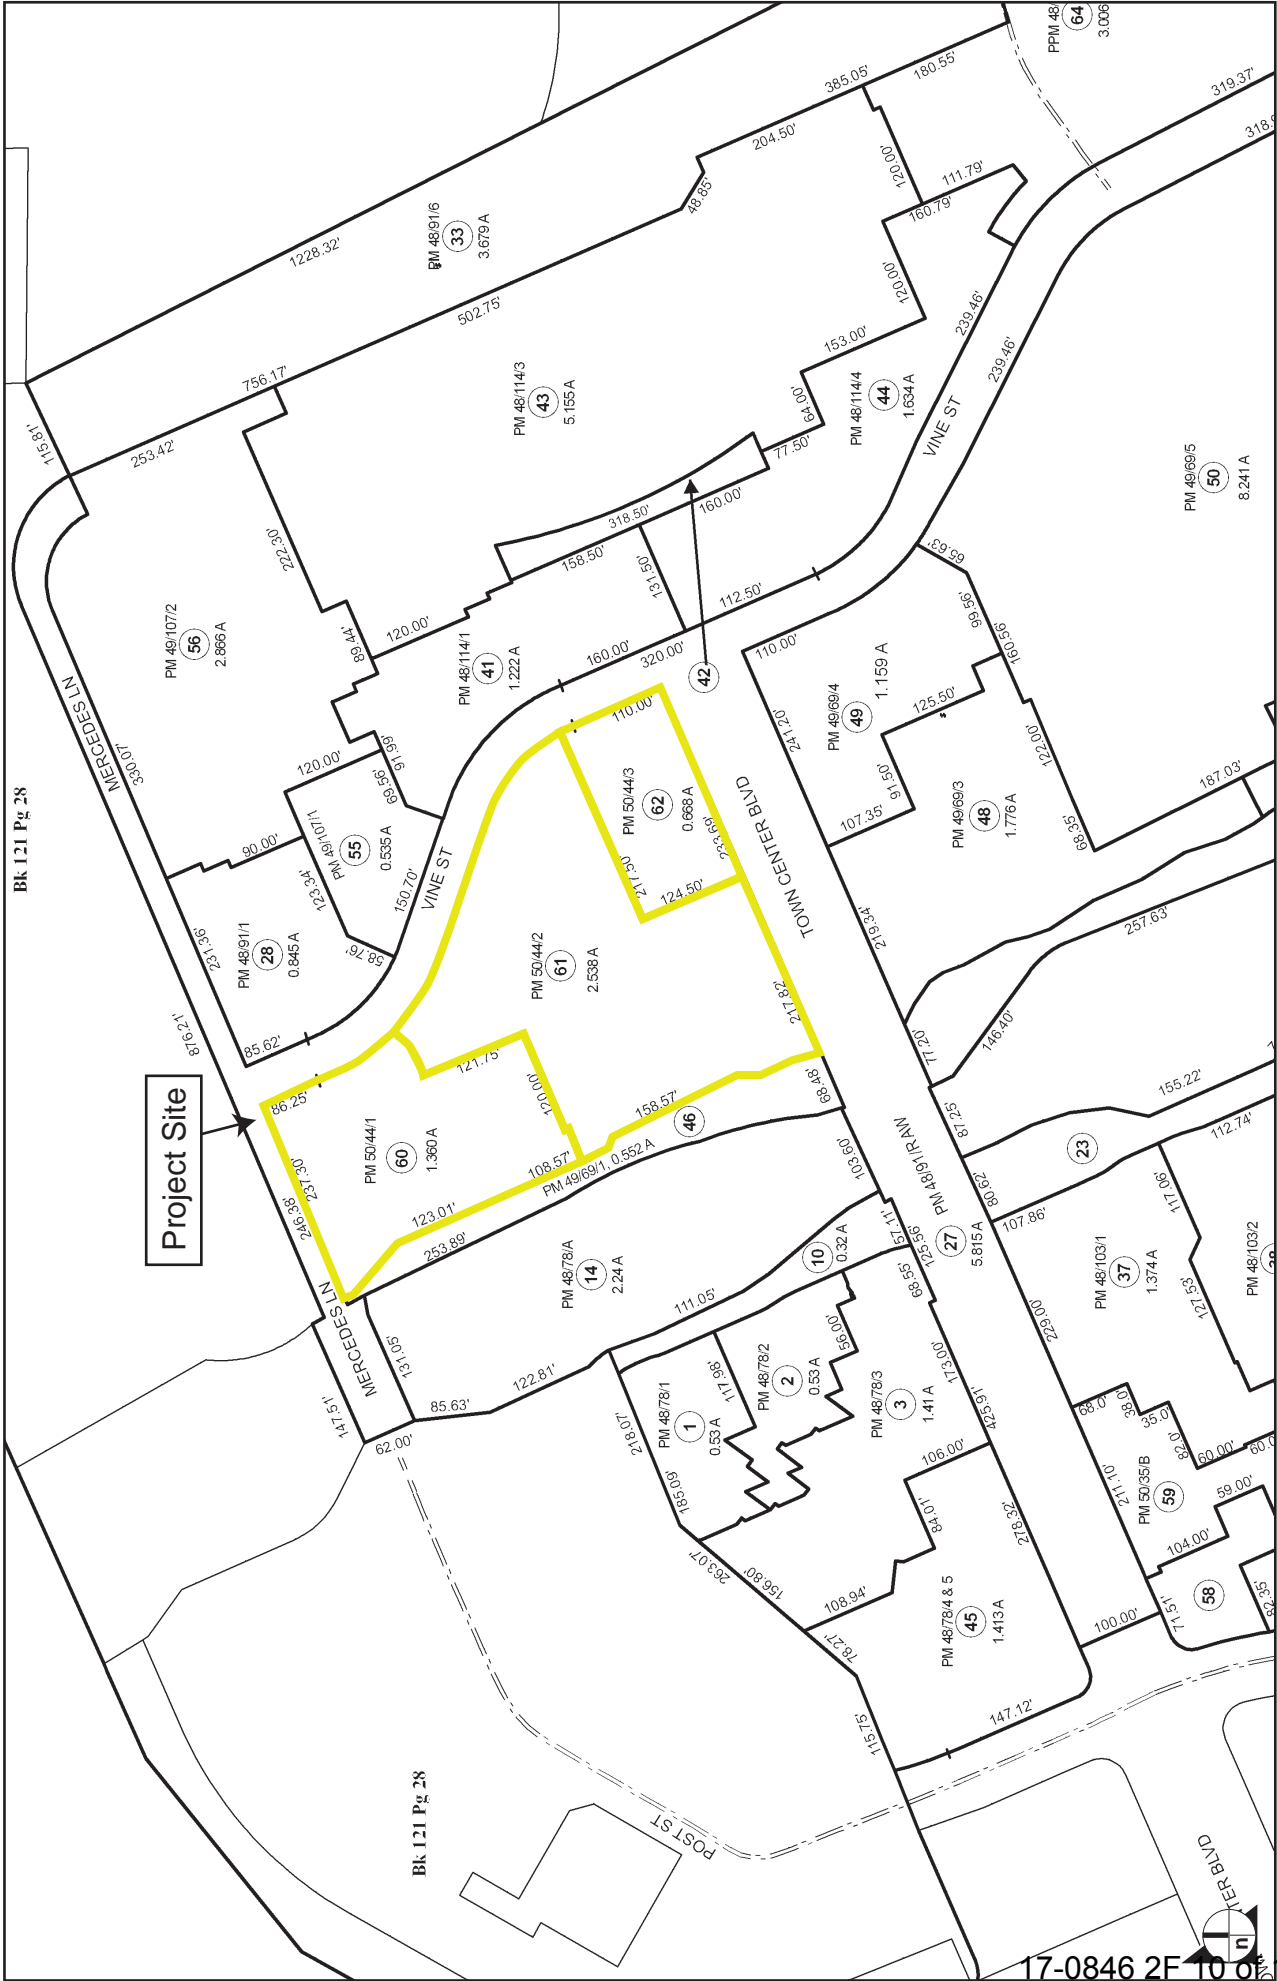 Bk 121 Pg 28
Project Site
MERCEDES LN
876.21'
330.07'
115.81'
1228.32'
756.17'
253.42'
502.75'
PM 48/91/6
33
3.679 A
48.85'
204.50'
385.05'
180.55'
64
3.006
319.37'
PM 49/107/2
56
2.866 A
222.30'
89.44'
120.00'
PM 48/114/3
43
5.155 A
120.00'
111.79'
160.79'
120.00'
153.00'
64.00'
77.50'
PM 48/114/4
44
1.634 A
239.46'
239.46'
VINE ST
PM 48/114/1
41
1.222 A
120.00'
158.50'
318.50'
160.00'
131.50'
112.50'
160.00'
320.00'
42
PM 49/69/5
50
8.241 A
65.63'
99.56'
160.56'
231.36'
90.00'
PM 48/91/1
28
0.845 A
85.62'
58.76'
123.34'
PM 49/107/1
55
0.535 A
69.56'
91.99'
150.70'
VINE ST
110.00'
PM 50/44/3
62
0.668 A
217.50'
124.50'
233.69'
PM 50/44/2
61
2.538 A
217.82'
TOWN CENTER BLVD
110.00'
241.20'
PM 49/69/4
49
1.159 A
125.50'
91.50'
107.35'
PM 49/69/3
48
1.776 A
122.00'
68.35'
187.03'
219.34'
257.63'
146.40'
77.20'
155.22'
87.25'
86.25'
237.30'
246.38'
PM 50/44/1
60
1.360 A
121.75'
120.00'
108.57'
123.01'
158.57'
46
PM 49/69/1, 0.552 A
68.48'
103.60'
253.89'
MERCEDES LN
147.51'
131.05'
62.00'
85.63'
122.81'
PM 48/78/A
14
2.24 A
111.05'
10
0.32 A
57.11'
125.56'
68.55'
PM 48/91/RAW
27
5.815 A
23
80.62'
107.86'
112.74'
117.06'
PM 48/103/1
37
1.374 A
127.53'
PM 48/103/2
229.00'
218.07'
185.09'
PM 48/78/1
1
0.53 A
117.98'
PM 48/78/2
2
0.53 A
56.00'
PM 48/78/3
3
1.41 A
173.00'
425.91'
106.00'
84.01'
278.32'
263.07'
156.80'
108.94'
78.27'
PM 48/78/4 & 5
45
1.413 A
100.00'
147.12'
115.75'
68.0'
38.0'
35.0'
82.0'
60.00'
60.0
211.10'
PM 50/35/B
59
59.00'
104.00'
58
71.51'
82.35'
POST ST
Bk 121 Pg 28
TER BLVD
n
17-0846 2F 10 of